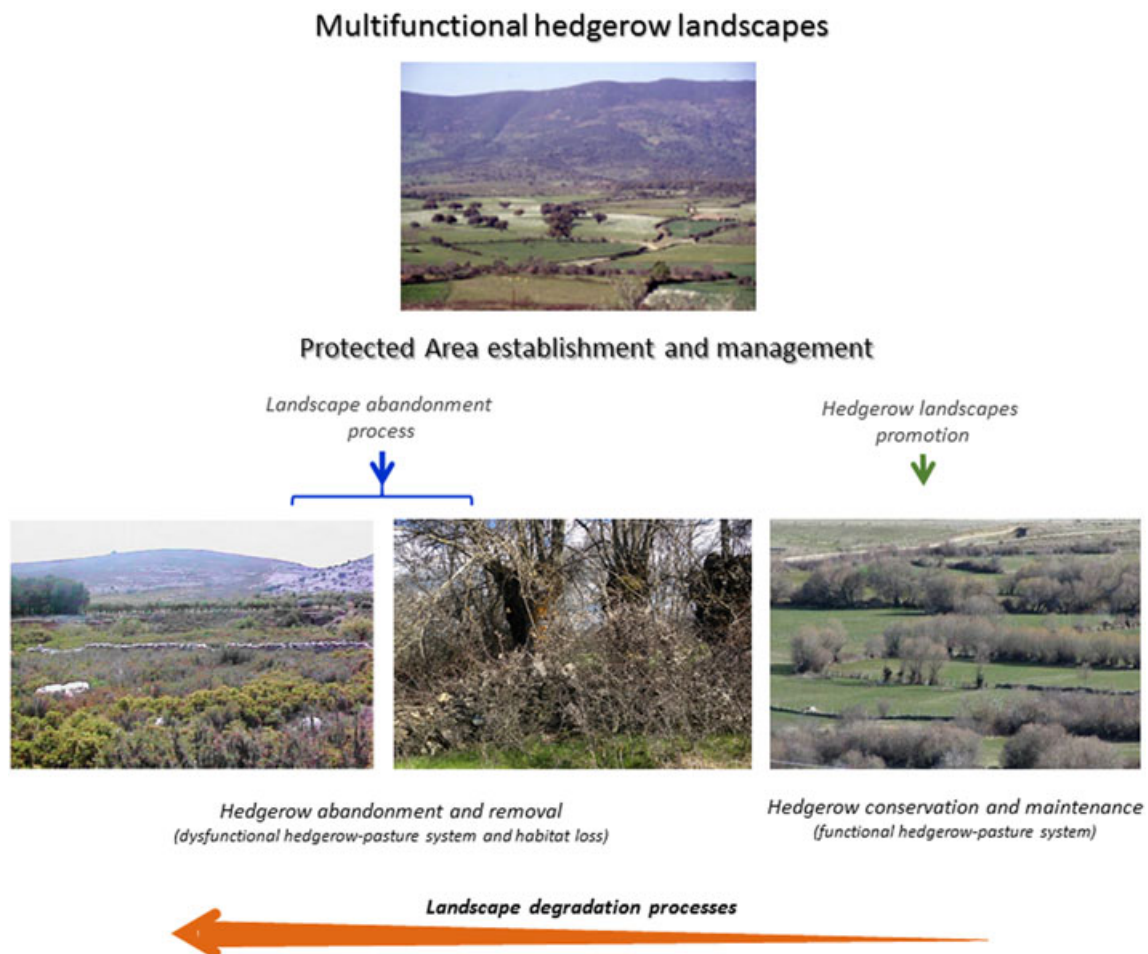 Multifunctional hedgerow landscapes
Protected Area establishment and management
Landscape abandonment
process
Hedgerow landscapes
promotion
Hedgerow abandonment and removal
(dysfunctional hedgerow-pasture system and habitat loss)
Hedgerow conservation and maintenance
(functional hedgerow-pasture system)
Landscape degradation processes